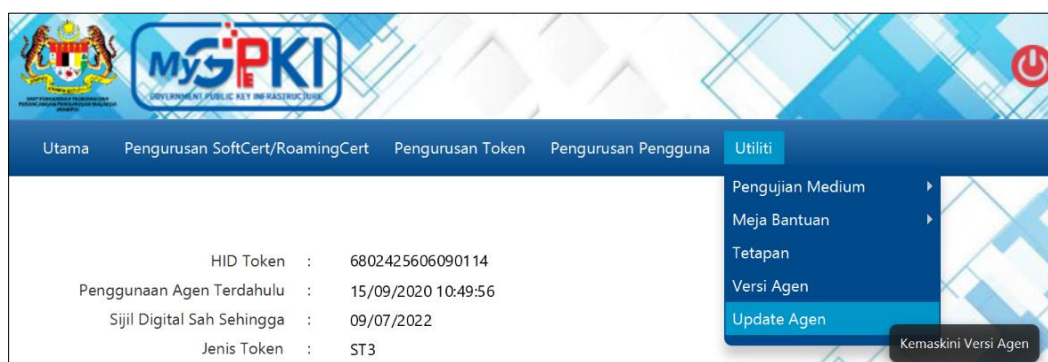 MyGPKI
GOVERNMENT PUBLIC KEY INFRASTRUCTURE
Utama Pengurusan SoftCert/RoamingCert Pengurusan Token Pengurusan Pengguna Utiliti
Pengujian Medium
Meja Bantuan
Tetapan
Versi Agen
Update Agen
Kemaskini Versi Agen
HID Token : 6802425606090114
Penggunaan Agen Terdahulu : 15/09/2020 10:49:56
Sijil Digital Sah Sehingga : 09/07/2022
Jenis Token : ST3